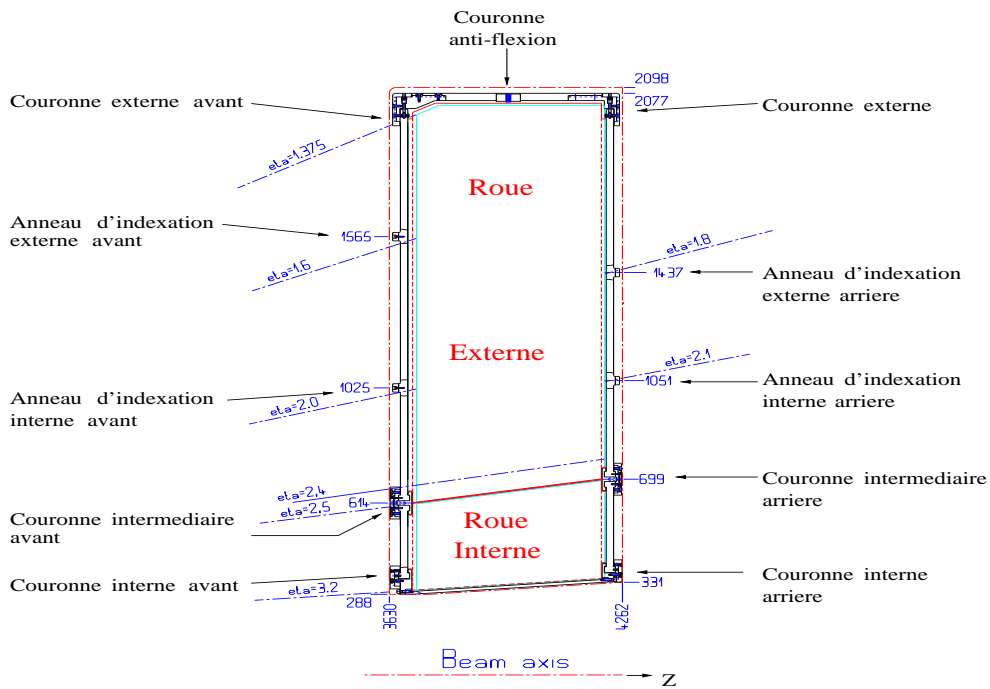 Couronne
anti-flexion
2098
Couronne externe avant
2077
Couronne externe
eta=1.375
Roue
Anneau d'indexation
externe avant
1565
eta=1.6
eta=1.8
1437
Anneau d'indexation
externe arriere
Externe
eta=2.1
1025
1051
Anneau d'indexation
interne avant
eta=2.0
Anneau d'indexation
interne arriere
eta=2,4
614
699
Couronne intermediaire
arriere
eta=2.5
Couronne intermediaire
avant
Roue
Interne
Couronne interne avant
Couronne interne
arriere
eta=3.2
288
331
3630
4262
Beam axis
Z